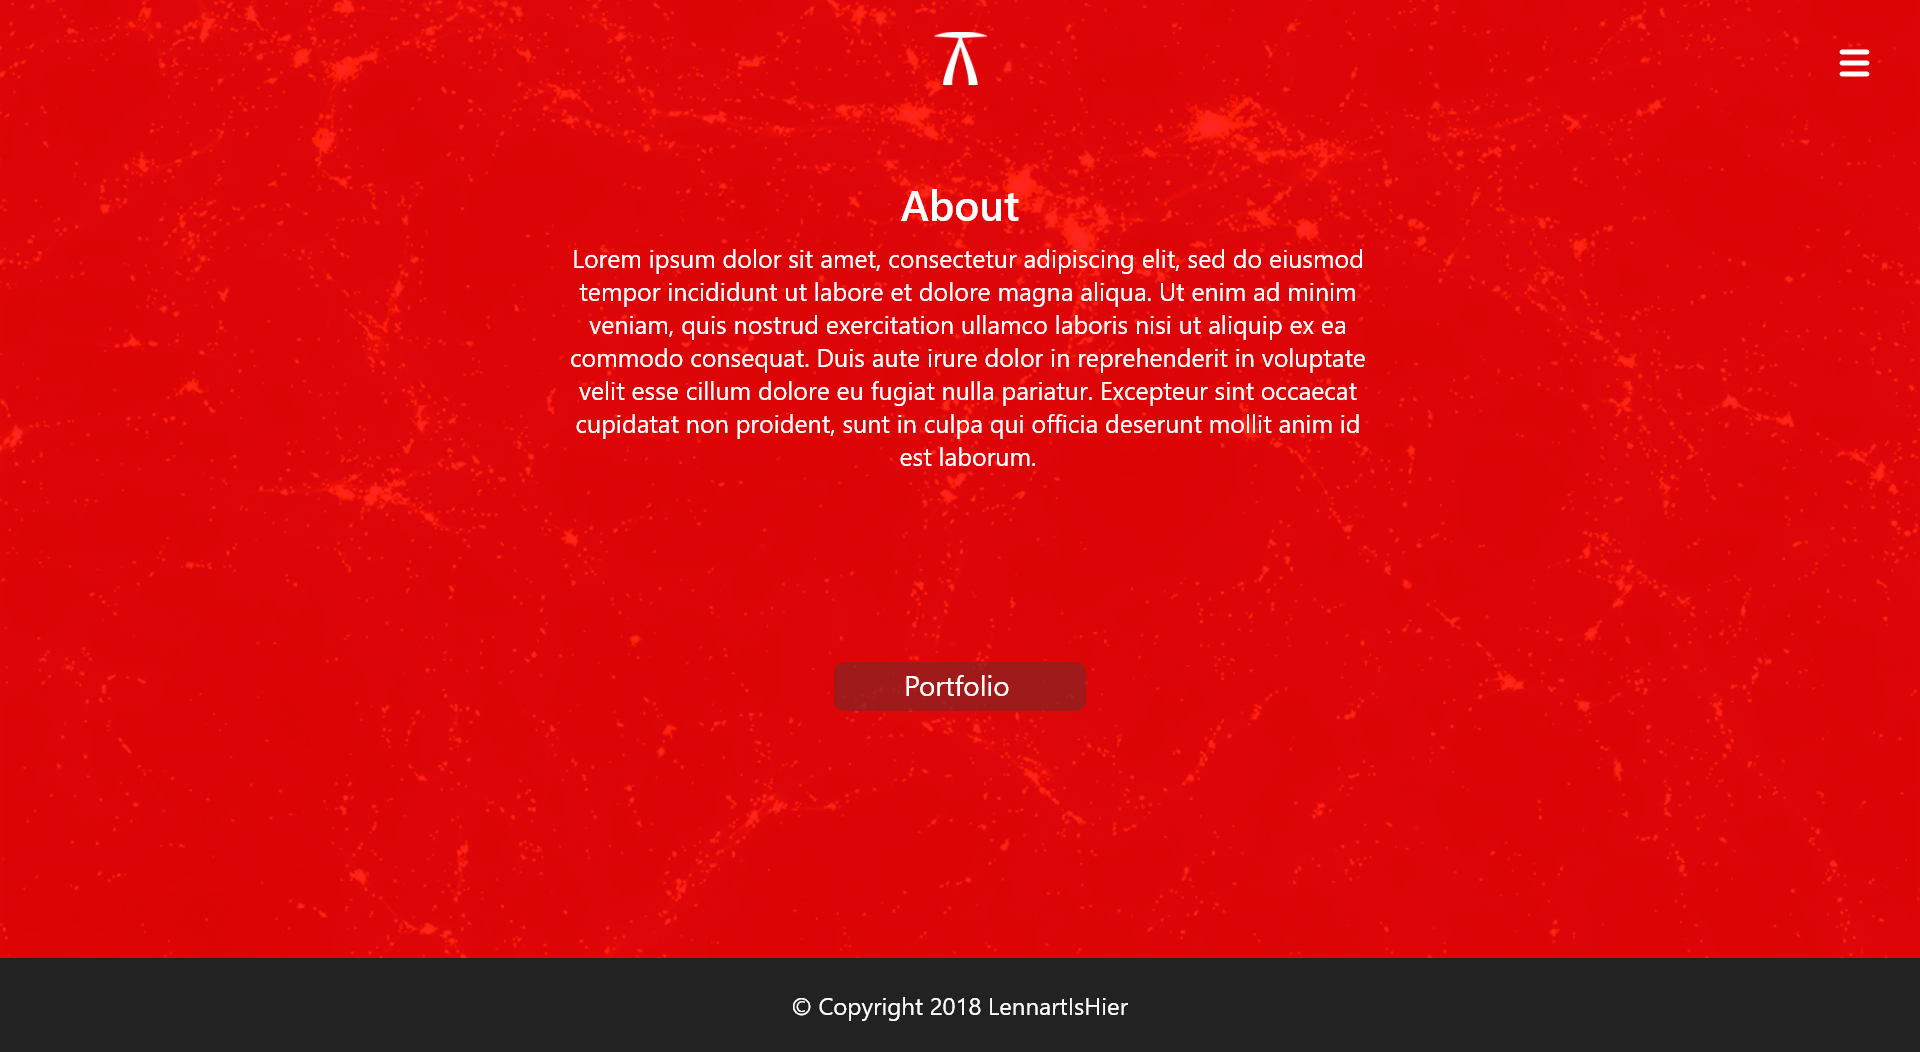 About
Lorem ipsum dolor sit amet, consectetur adipiscing elit, sed do eiusmod
tempor incididunt ut labore et dolore magna aliqua. Ut enim ad minim
veniam, quis nostrud exercitation ullamco laboris nisi ut aliquip ex ea
commodo consequat. Duis aute irure dolor in reprehenderit in voluptate
velit esse cillum dolore eu fugiat nulla pariatur. Excepteur sint occaecat
cupidatat non proident, sunt in culpa qui officia deserunt mollit anim id
est laborum.
Portfolio
© Copyright 2018 LennartIsHier